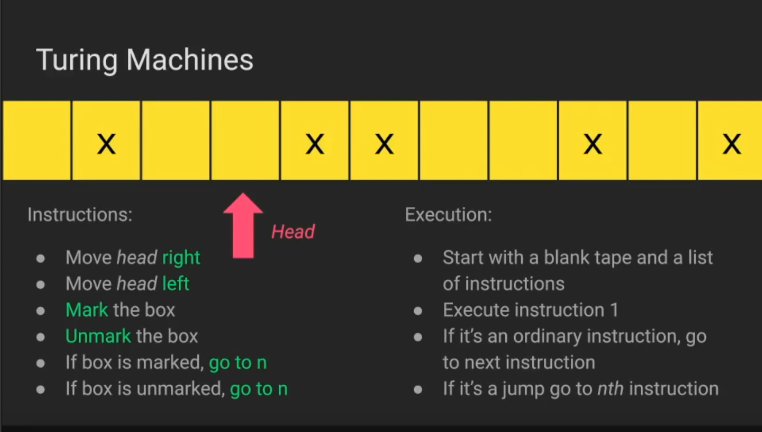 Turing Machines
X X X X X
Instructions:
Head
● Move head right
● Move head left
● Mark the box
● Unmark the box
● If box is marked, go to n
● If box is unmarked, go to n
Execution:
● Start with a blank tape and a list
of instructions
● Execute instruction 1
● If it's an ordinary instruction, go
to next instruction
● If it's a jump go to nth instruction